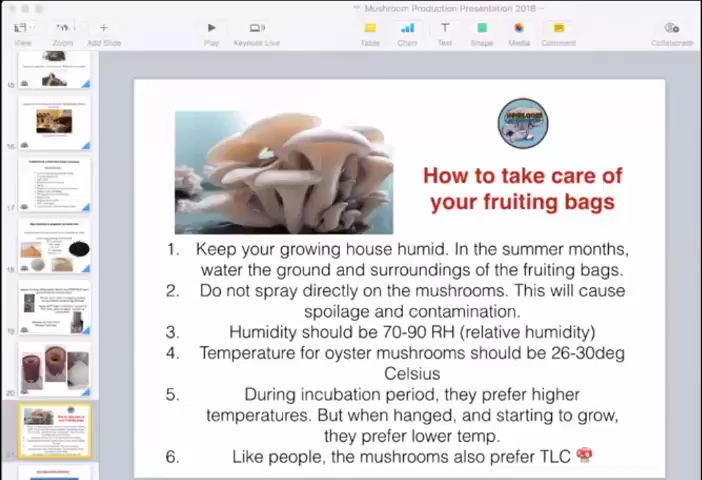 Mushroom Production Presentation 2018
View
Zoom
Add Slide
Play
Keynote Live
Table
Chart
Text
Shape
Media
Comment
Collaborate
16
17
18
19
20
How to take care of
your fruiting bags
1. Keep your growing house humid. In the summer months,
water the ground and surroundings of the fruiting bags.
2. Do not spray directly on the mushrooms. This will cause
spoilage and contamination.
3. Humidity should be 70-90 RH (relative humidity)
4. Temperature for oyster mushrooms should be 26-30deg
Celsius
5. During incubation period, they prefer higher
temperatures. But when hanged, and starting to grow,
they prefer lower temp.
6. Like people, the mushrooms also prefer TLC